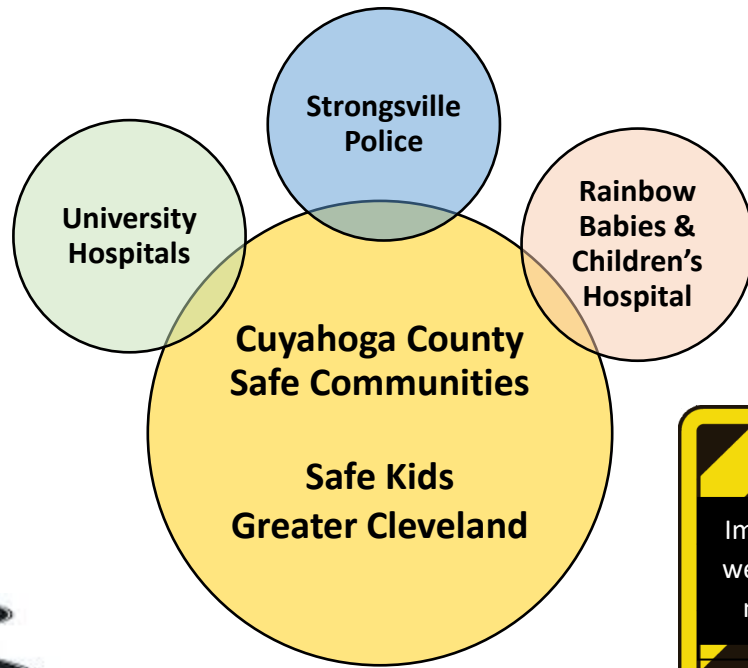 Strongsville
Police
University
Hospitals
Rainbow
Babies &
Children’s
Hospital
Cuyahoga County
Safe Communities
Safe Kids
Greater Cleveland